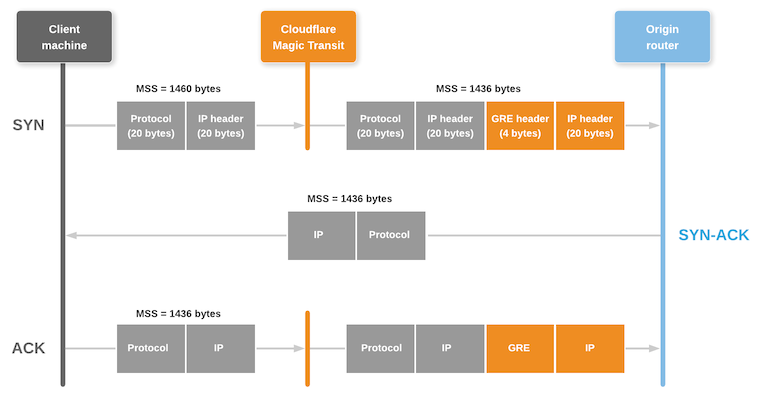 Client
machine
Cloudflare
Magic Transit
Origin
router
MSS = 1460 bytes
MSS = 1436 bytes
SYN
Protocol
(20 bytes)
IP header
(20 bytes)
Protocol
(20 bytes)
IP header
(20 bytes)
GRE header
(4 bytes)
IP header
(20 bytes)
MSS = 1436 bytes
IP
Protocol
SYN-ACK
MSS = 1436 bytes
ACK
Protocol
IP
Protocol
IP
GRE
IP